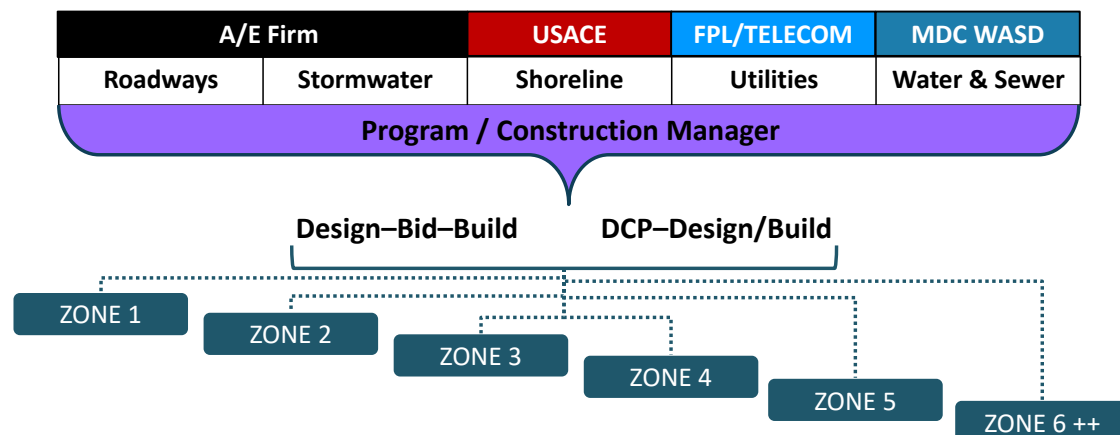 A/E Firm USACE FPL/TELECOM MDC WASD
Roadways Stormwater Shoreline Utilities Water & Sewer
Program / Construction Manager
Design–Bid–Build DCP–Design/Build
ZONE 1
ZONE 2
ZONE 3
ZONE 4
ZONE 5
ZONE 6 ++